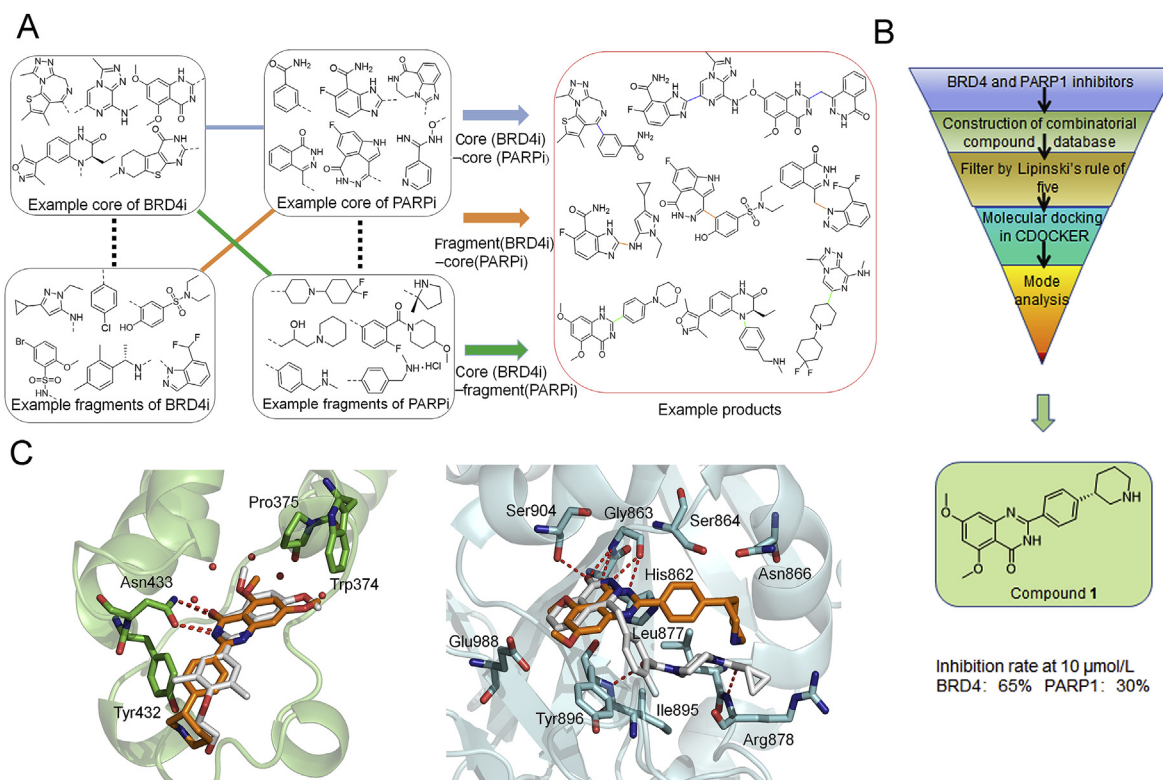 A
Example core of BRD4i
Example core of PARPi
Example fragments of BRD4i
Example fragments of PARPi
Core (BRD4i)
–core (PARPi)
Fragment(BRD4i)
–core(PARPi)
Core (BRD4i)
–fragment(PARPi)
Example products
B
BRD4 and PARP1 inhibitors
Construction of combinatorial
compound database
Filter by Lipinski's rule of
five
Molecular docking
in CDOCKER
Mode
analysis
Compound 1
Inhibition rate at 10 μmol/L
BRD4: 65% PARP1: 30%
C
Pro375
Asn433
Trp374
Tyr432
Ser904
Gly863
Ser864
His862
Asn866
Leu877
Glu988
Tyr896
Ile895
Arg878